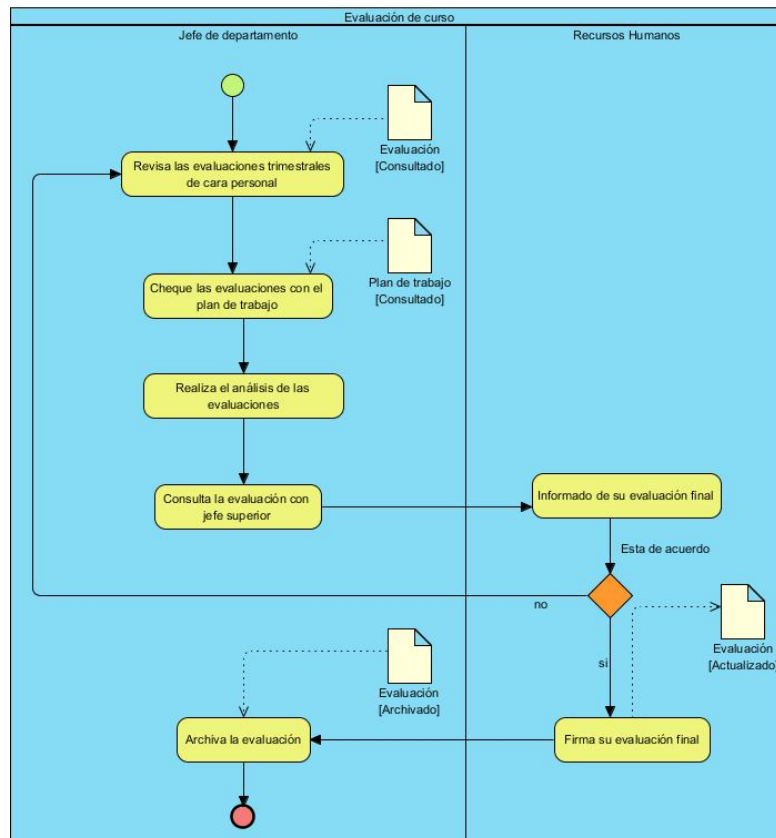 Evaluación de curso
Jefe de departamento
Recursos Humanos
Evaluación
[Consultado]
Revisa las evaluaciones trimestrales
de cara personal
Plan de trabajo
[Consultado]
Cheque las evaluaciones con el
plan de trabajo
Realiza el análisis de las
evaluaciones
Consulta la evaluación con
jefe superior
Informado de su evaluación final
Esta de acuerdo
no
si
Evaluación
[Actualizado]
Evaluación
[Archivado]
Archiva la evaluación
Firma su evaluación final